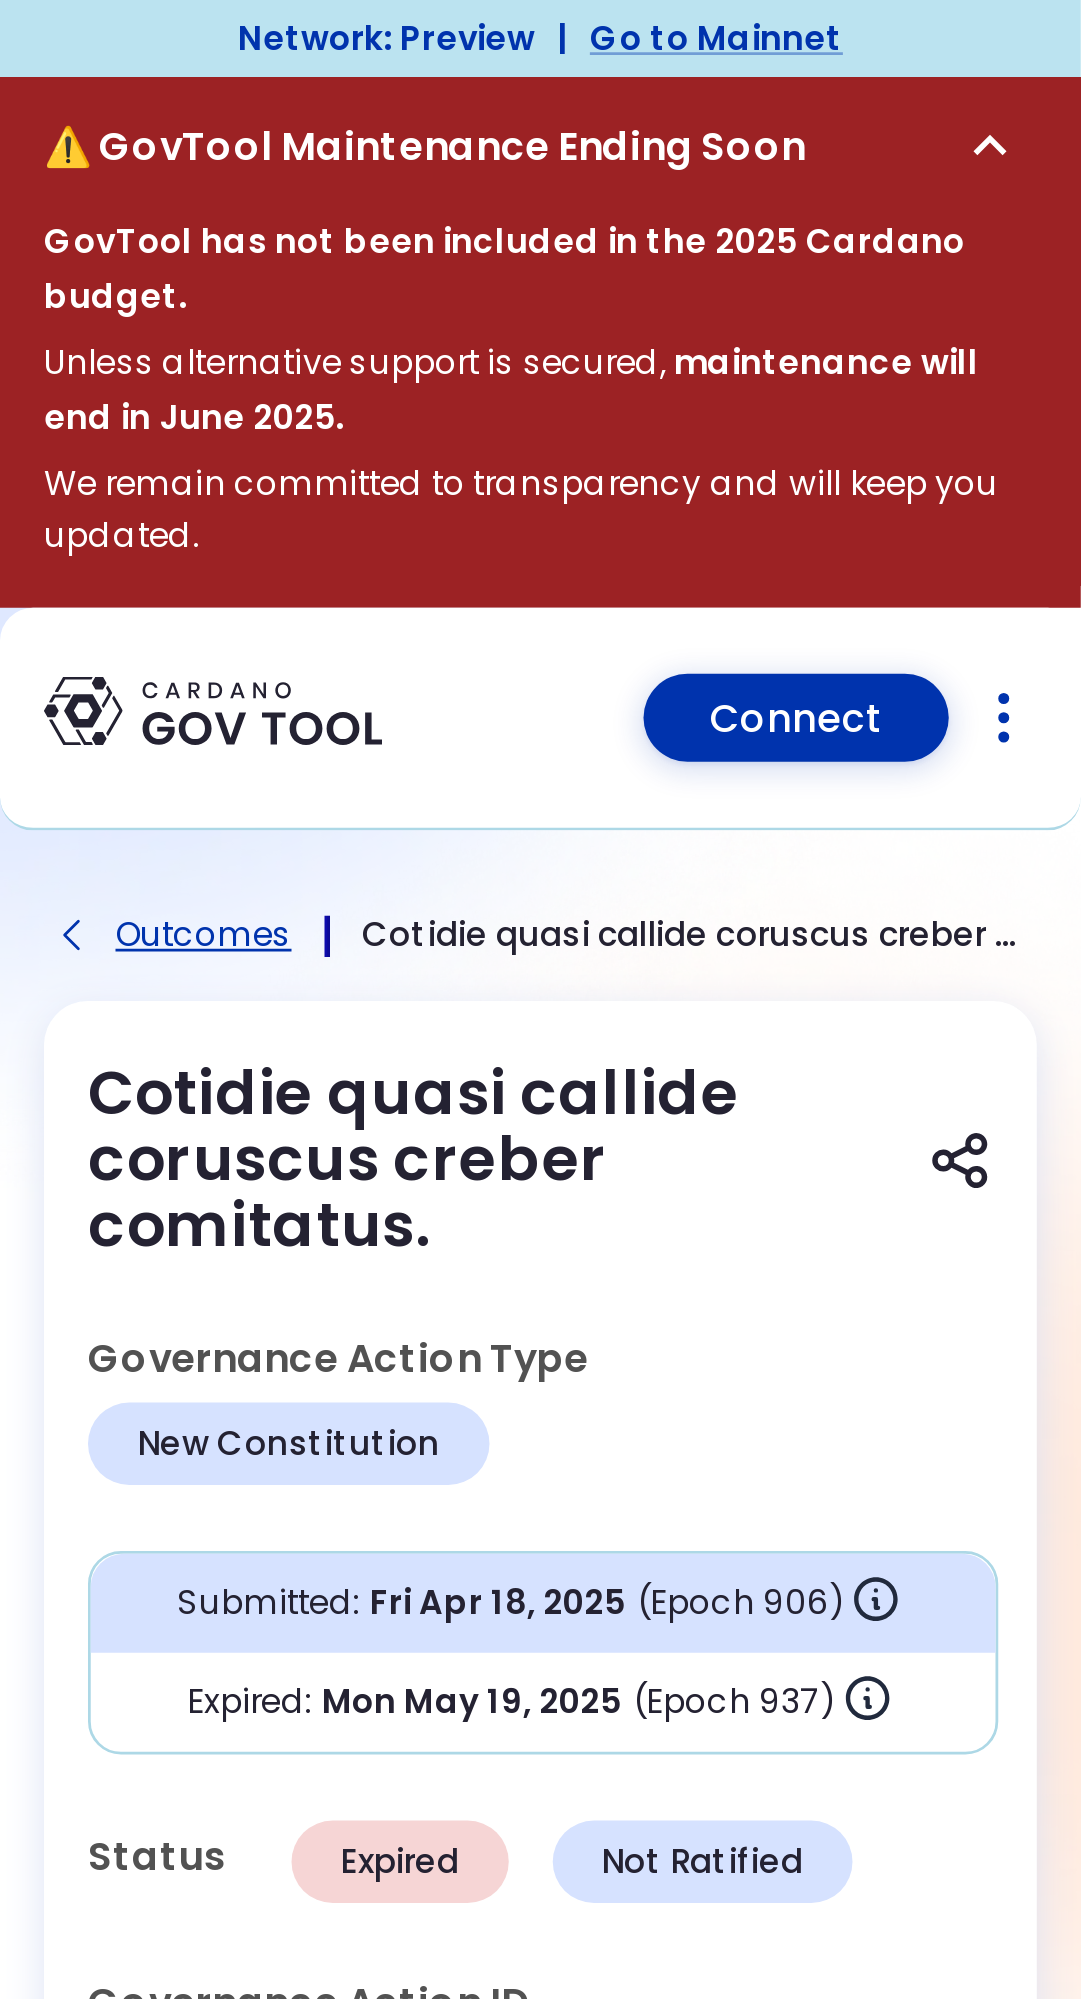 Network: Preview | Go to Mainnet
⚠️ GovTool Maintenance Ending Soon
GovTool has not been included in the 2025 Cardano
budget.
Unless alternative support is secured, maintenance will
end in June 2025.
We remain committed to transparency and will keep you
updated.
CARDANO
GOV TOOL
Connect
Outcomes | Cotidie quasi callide coruscus creber ...
Cotidie quasi callide
coruscus creber
comitatus.
Governance Action Type
New Constitution
Submitted: Fri Apr 18, 2025 (Epoch 906)
Expired: Mon May 19, 2025 (Epoch 937)
Status Expired Not Ratified
Governance Action ID